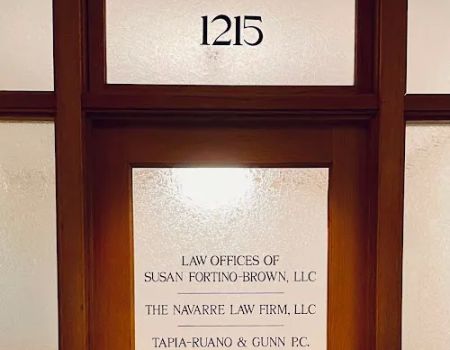 1215
LAW OFFICES OF
SUSAN FORTINO-BROWN, LLC
THE NAVARRE LAW FIRM, LLC
TAPIA-RUANO & GUNN P.C.